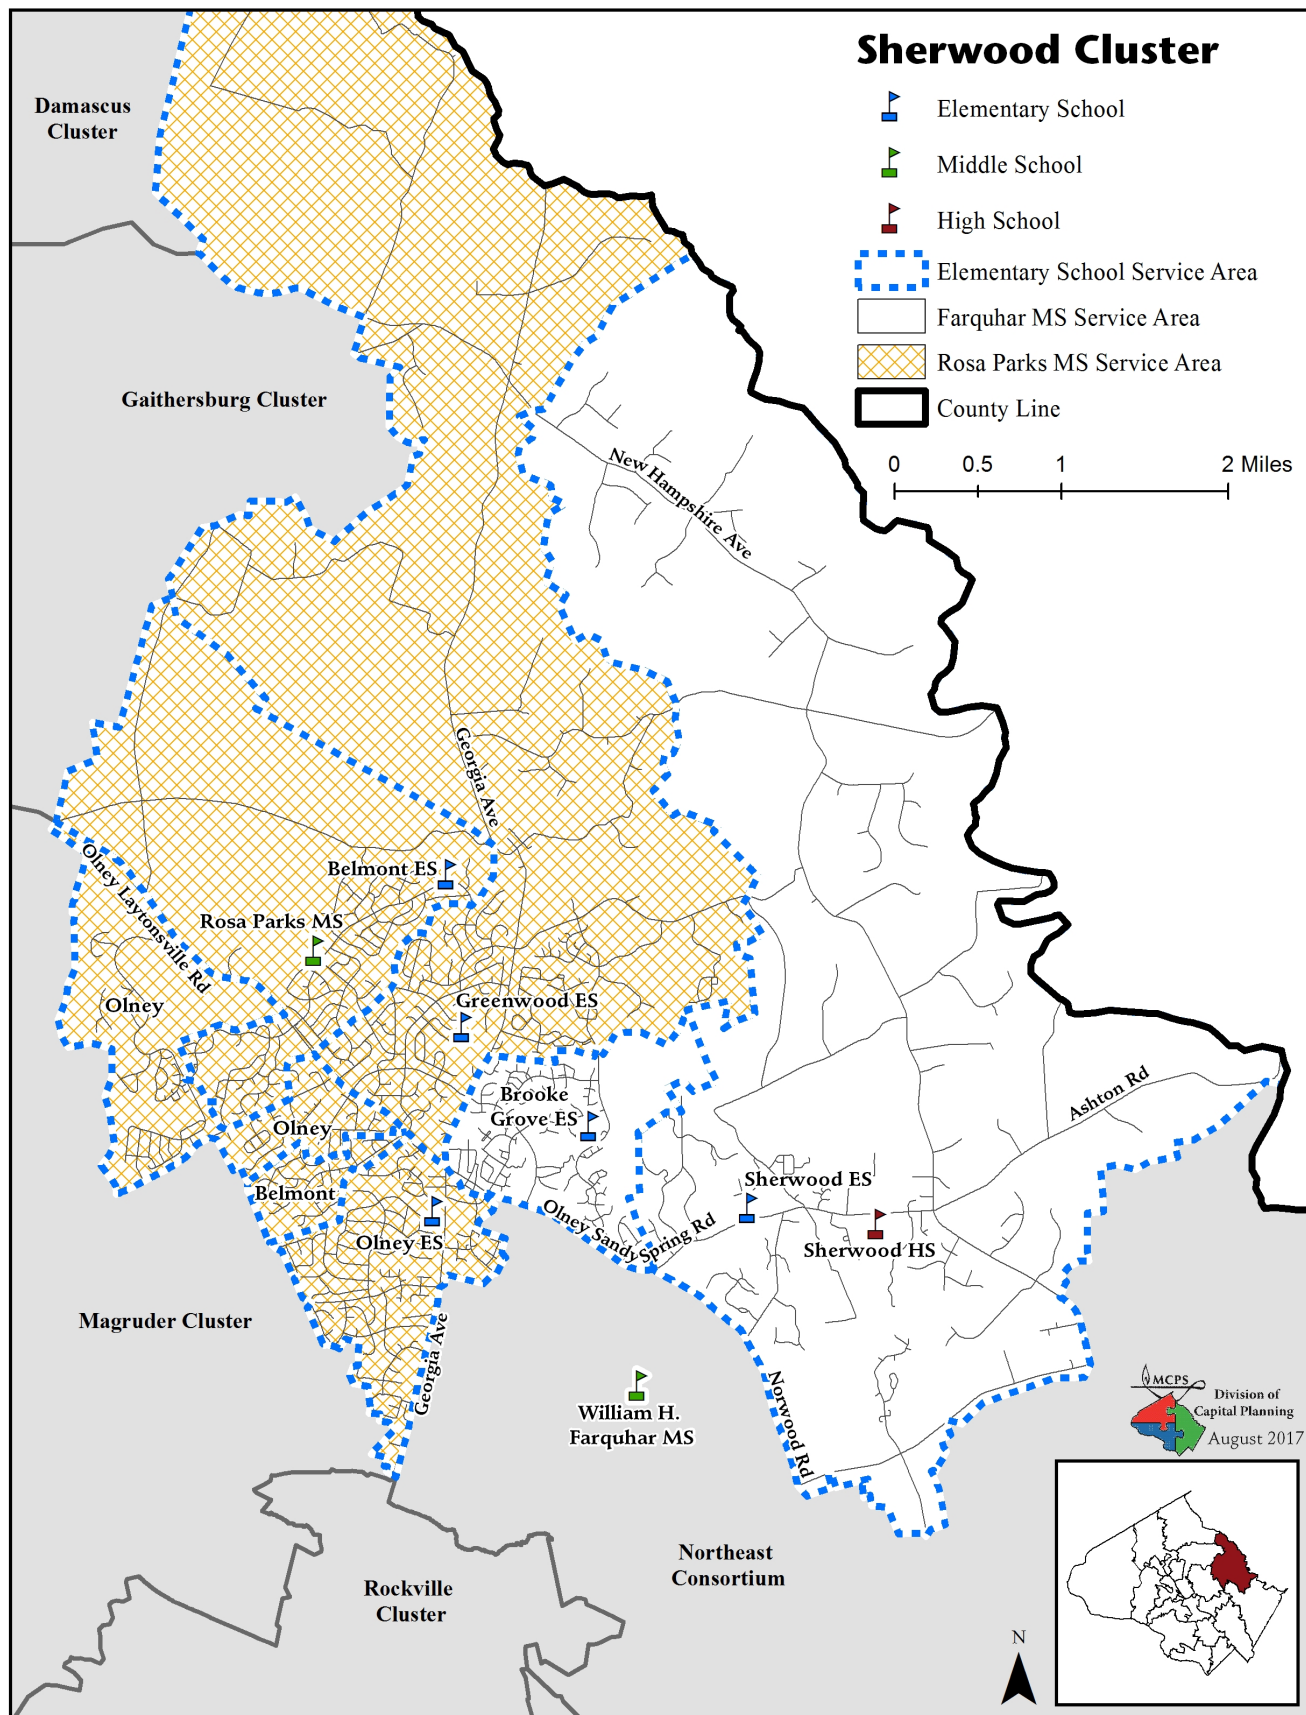 Sherwood Cluster
Elementary School
Middle School
High School
Elementary School Service Area
Farquhar MS Service Area
Rosa Parks MS Service Area
County Line
0 0.5 1 2 Miles
Damascus
Cluster
Gaithersburg Cluster
New Hampshire Ave
Georgia Ave
Belmont ES
Olney Laytonsville Rd
Rosa Parks MS
Olney
Greenwood ES
Brooke
Grove ES
Ashton Rd
Olney
Belmont
Sherwood ES
Olney ES
Olney Sandy Spring Rd
Sherwood HS
Magruder Cluster
Georgia Ave
Norwood Rd
William H.
Farquhar MS
MCPS
Division of
Capital Planning
August 2017
Northeast
Consortium
Rockville
Cluster
N